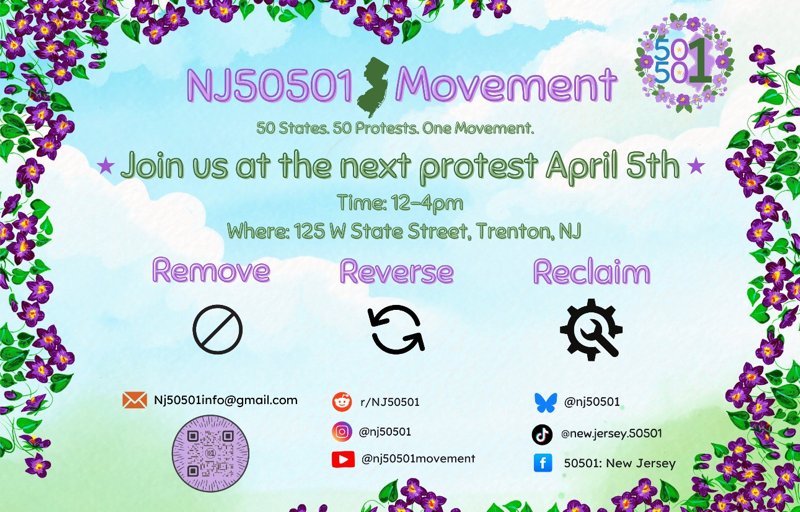 NJ50501 Movement
50 50 1
50 States. 50 Protests. One Movement.
Join us at the next protest April 5th
Time: 12-4pm
Where: 125 W State Street, Trenton, NJ
Remove
Reverse
Reclaim
Nj50501info@gmail.com
r/NJ50501
@nj50501
@nj50501
@new.jersey.50501
@nj50501movement
50501: New Jersey